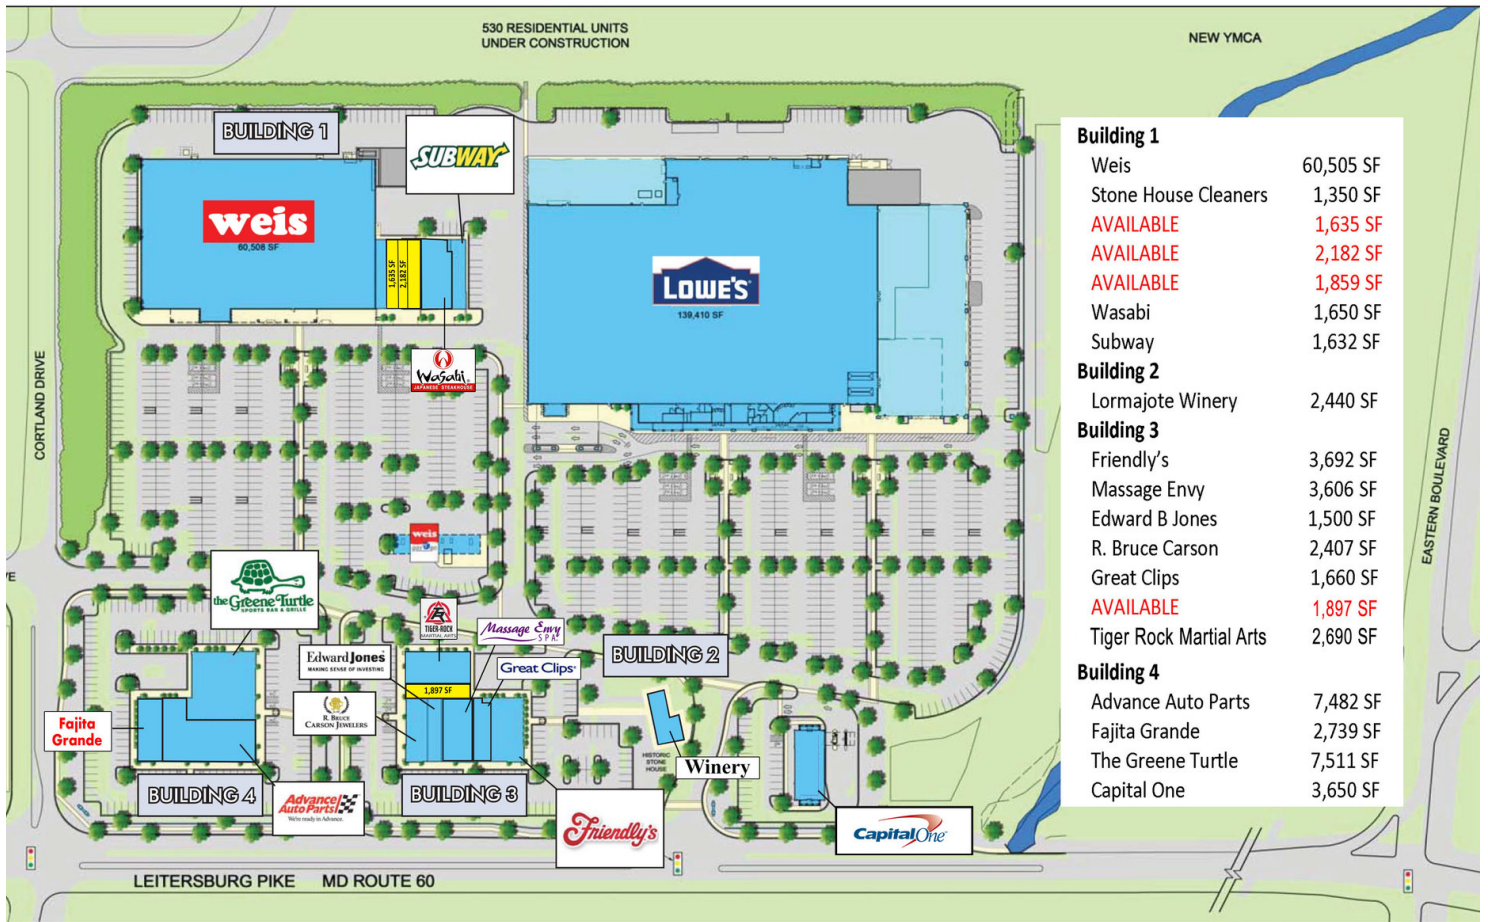 530 RESIDENTIAL UNITS
UNDER CONSTRUCTION
NEW YMCA
BUILDING 1
SUBWAY
weis
60,508 SF
1,635 SF
2,182 SF
Wasabi
JAPANESE STEAKHOUSE
LOWE'S
139,410 SF
CORTLAND DRIVE
EASTERN BOULEVARD
Building 1
Weis 60,505 SF
Stone House Cleaners 1,350 SF
AVAILABLE 1,635 SF
AVAILABLE 2,182 SF
AVAILABLE 1,859 SF
Wasabi 1,650 SF
Subway 1,632 SF
Building 2
Lormajote Winery 2,440 SF
Building 3
Friendly's 3,692 SF
Massage Envy 3,606 SF
Edward B Jones 1,500 SF
R. Bruce Carson 2,407 SF
Great Clips 1,660 SF
AVAILABLE 1,897 SF
Tiger Rock Martial Arts 2,690 SF
Building 4
Advance Auto Parts 7,482 SF
Fajita Grande 2,739 SF
The Greene Turtle 7,511 SF
Capital One 3,650 SF
weis
the Greene Turtle
SPORTS BAR & GRILLE
TIGER-ROCK
MARTIAL ARTS
Massage Envy
SPA
Edward Jones
MAKING SENSE OF INVESTING
Great Clips
BUILDING 2
1,897 SF
R. BRUCE
CARSON JEWELERS
Fajita
Grande
HISTORIC
STONE
HOUSE
Winery
BUILDING 4
Advance
Auto Parts
We're ready in Advance.
BUILDING 3
Friendly's
Capital One
LEITERSBURG PIKE MD ROUTE 60